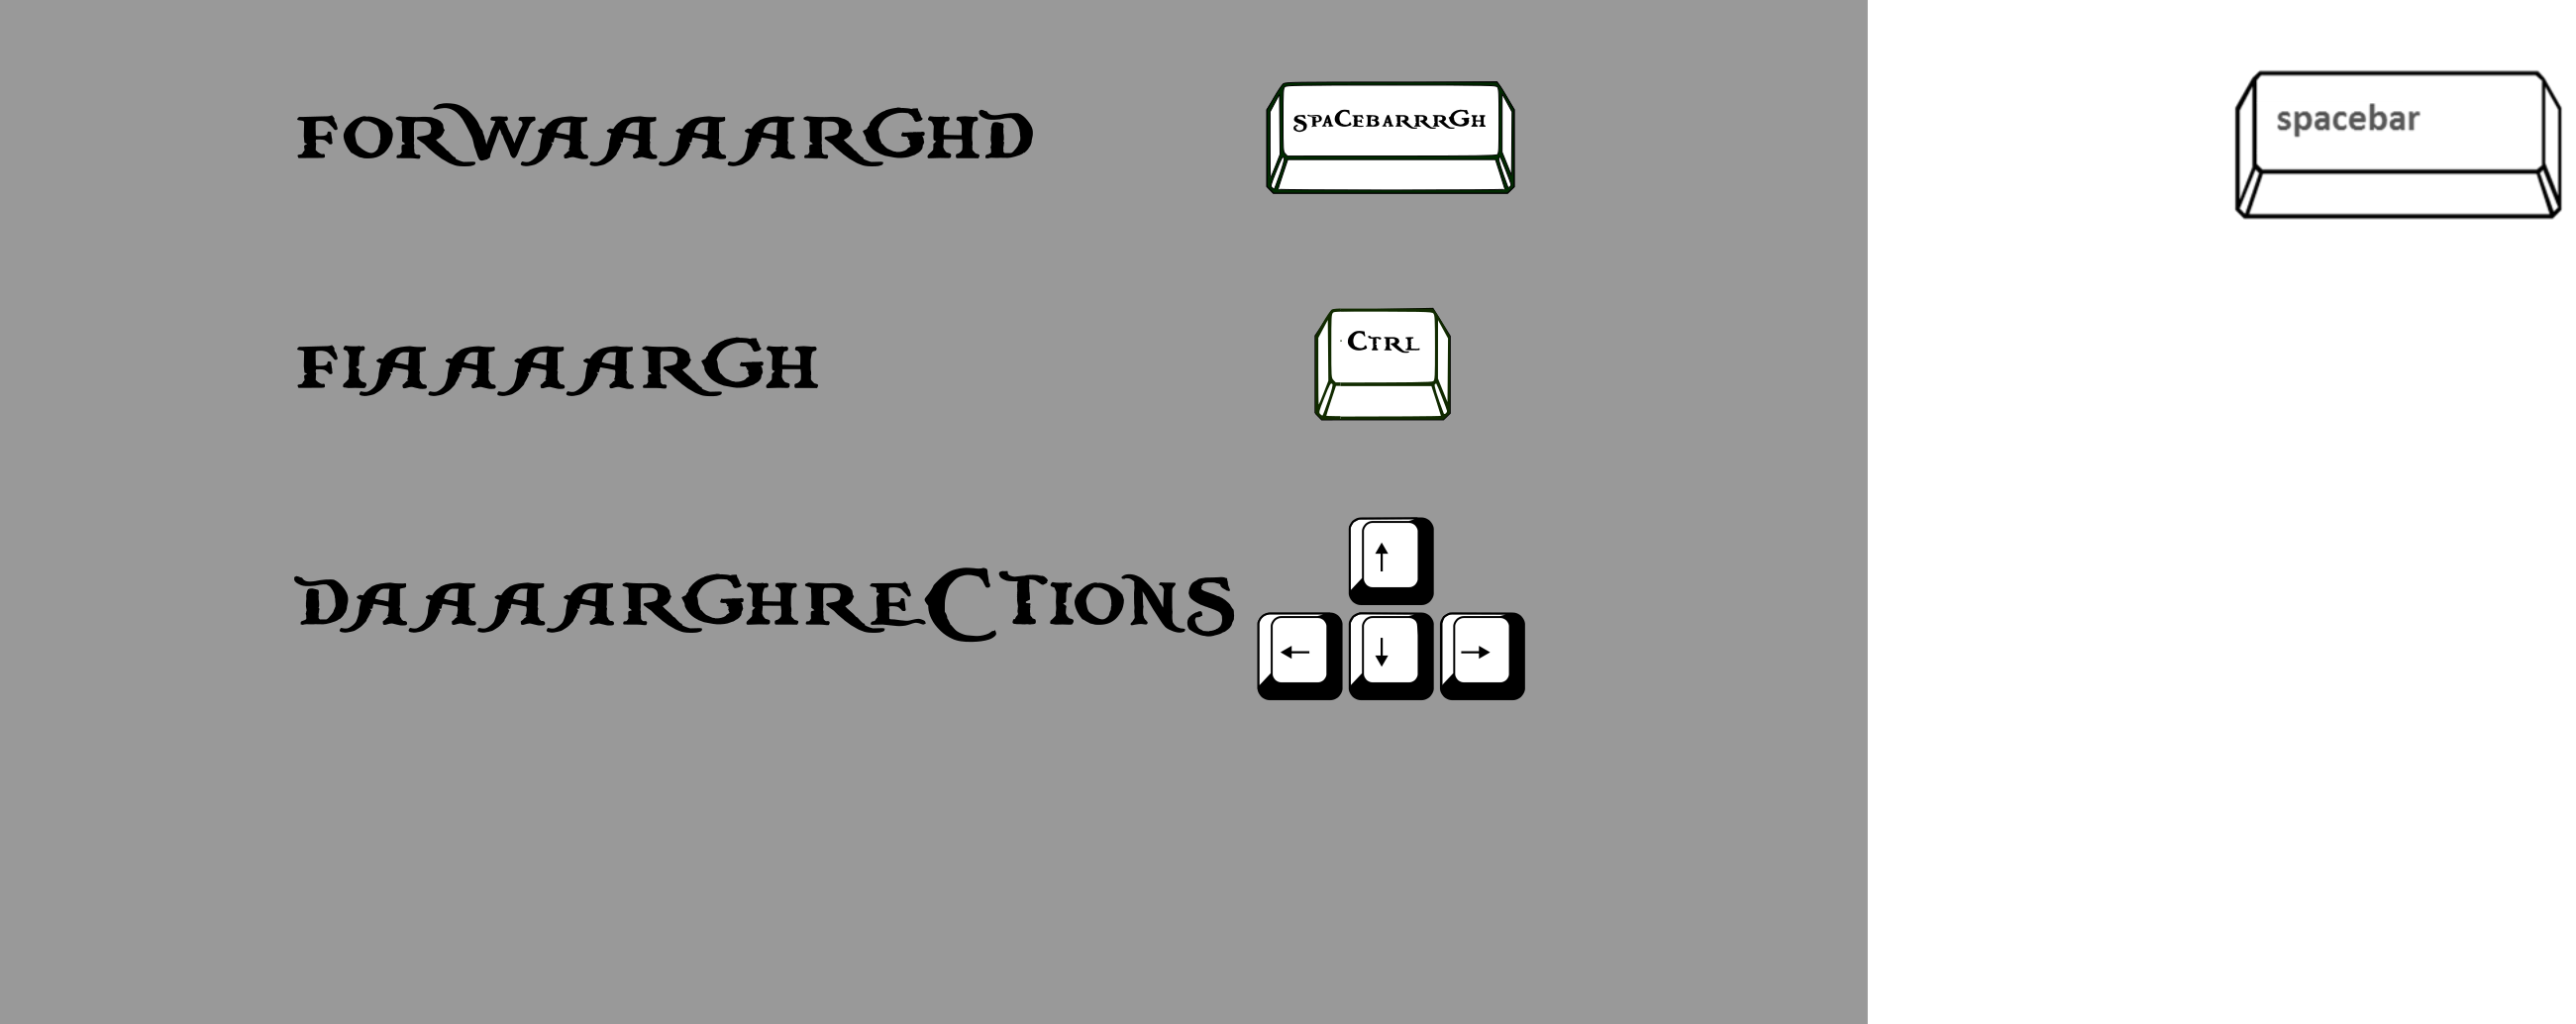 FORWAAAARGHD SPACEBARRRGH spacebar
FIAAAARGH CTRL
DAAAARGHRECTIONS